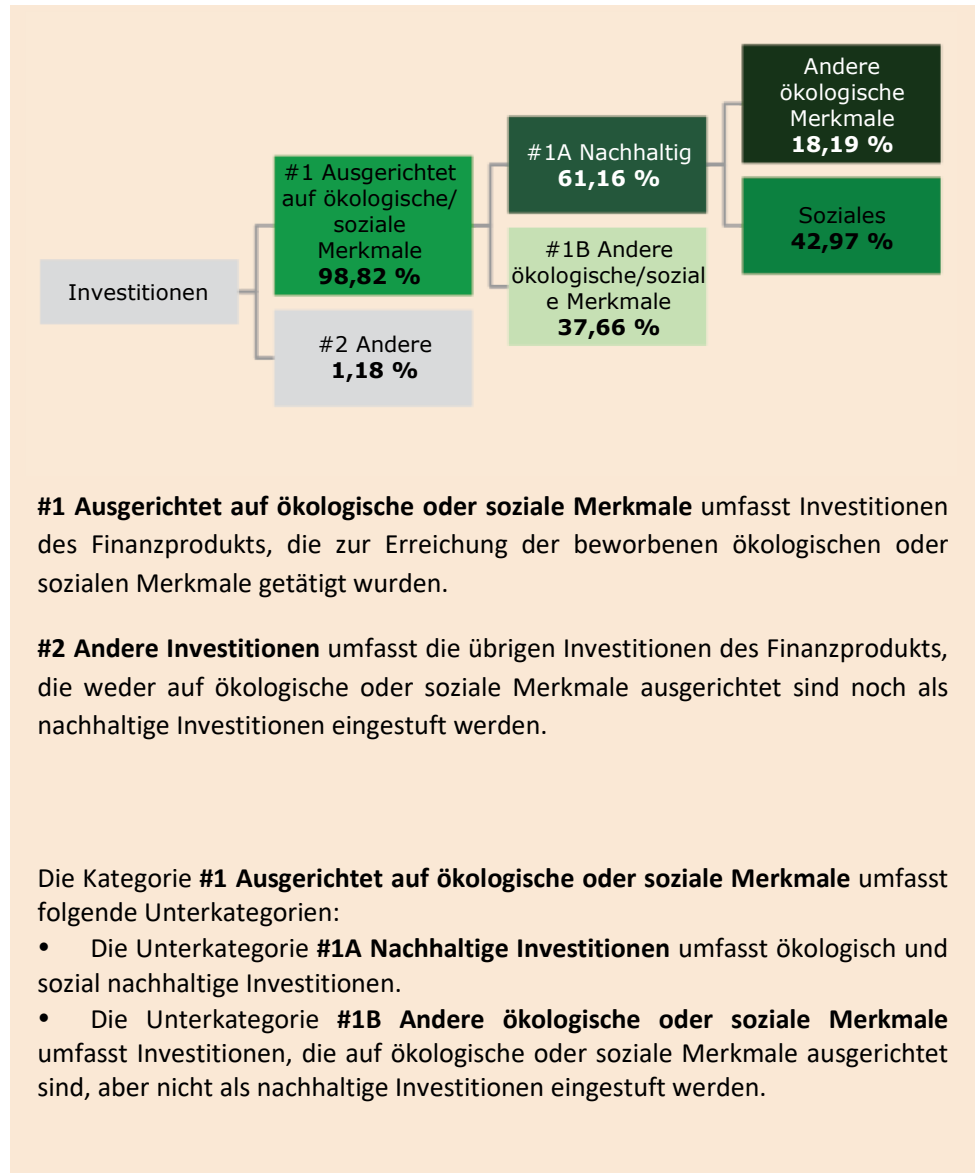 Investitionen
#1 Ausgerichtet
auf ökologische/
soziale
Merkmale
98,82 %
#2 Andere
1,18 %
#1A Nachhaltig
61,16 %
#1B Andere
ökologische/sozial
e Merkmale
37,66 %
Andere
ökologische
Merkmale
18,19 %
Soziales
42,97 %
#1 Ausgerichtet auf ökologische oder soziale Merkmale umfasst Investitionen
des Finanzprodukts, die zur Erreichung der beworbenen ökologischen oder
sozialen Merkmale getätigt wurden.
#2 Andere Investitionen umfasst die übrigen Investitionen des Finanzprodukts,
die weder auf ökologische oder soziale Merkmale ausgerichtet sind noch als
nachhaltige Investitionen eingestuft werden.
Die Kategorie #1 Ausgerichtet auf ökologische oder soziale Merkmale umfasst
folgende Unterkategorien:
• Die Unterkategorie #1A Nachhaltige Investitionen umfasst ökologisch und
sozial nachhaltige Investitionen.
• Die Unterkategorie #1B Andere ökologische oder soziale Merkmale
umfasst Investitionen, die auf ökologische oder soziale Merkmale ausgerichtet
sind, aber nicht als nachhaltige Investitionen eingestuft werden.